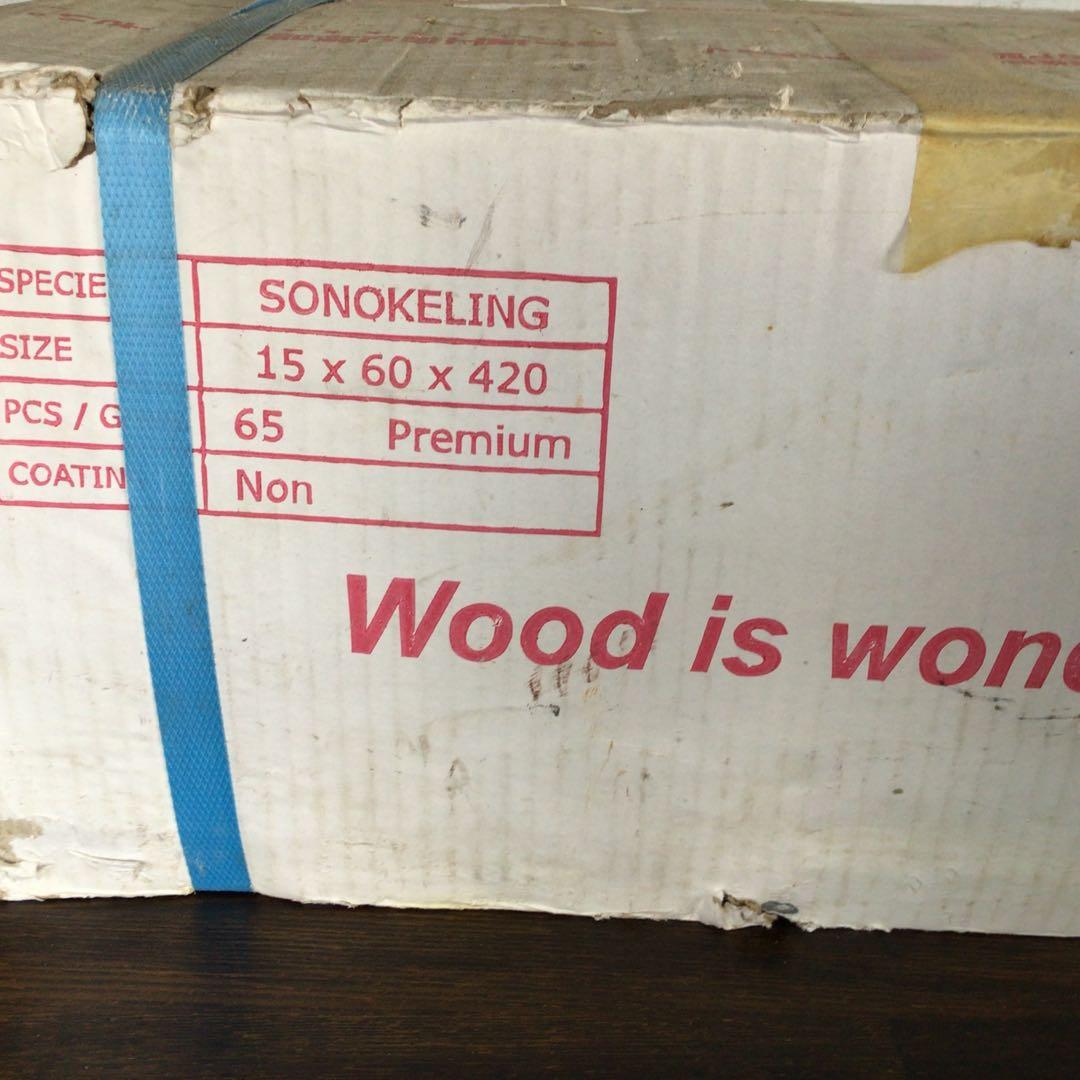 SPECIE SONOKELING
SIZE 15 x 60 x 420
PCS / G 65 Premium
COATIN Non
Wood is won